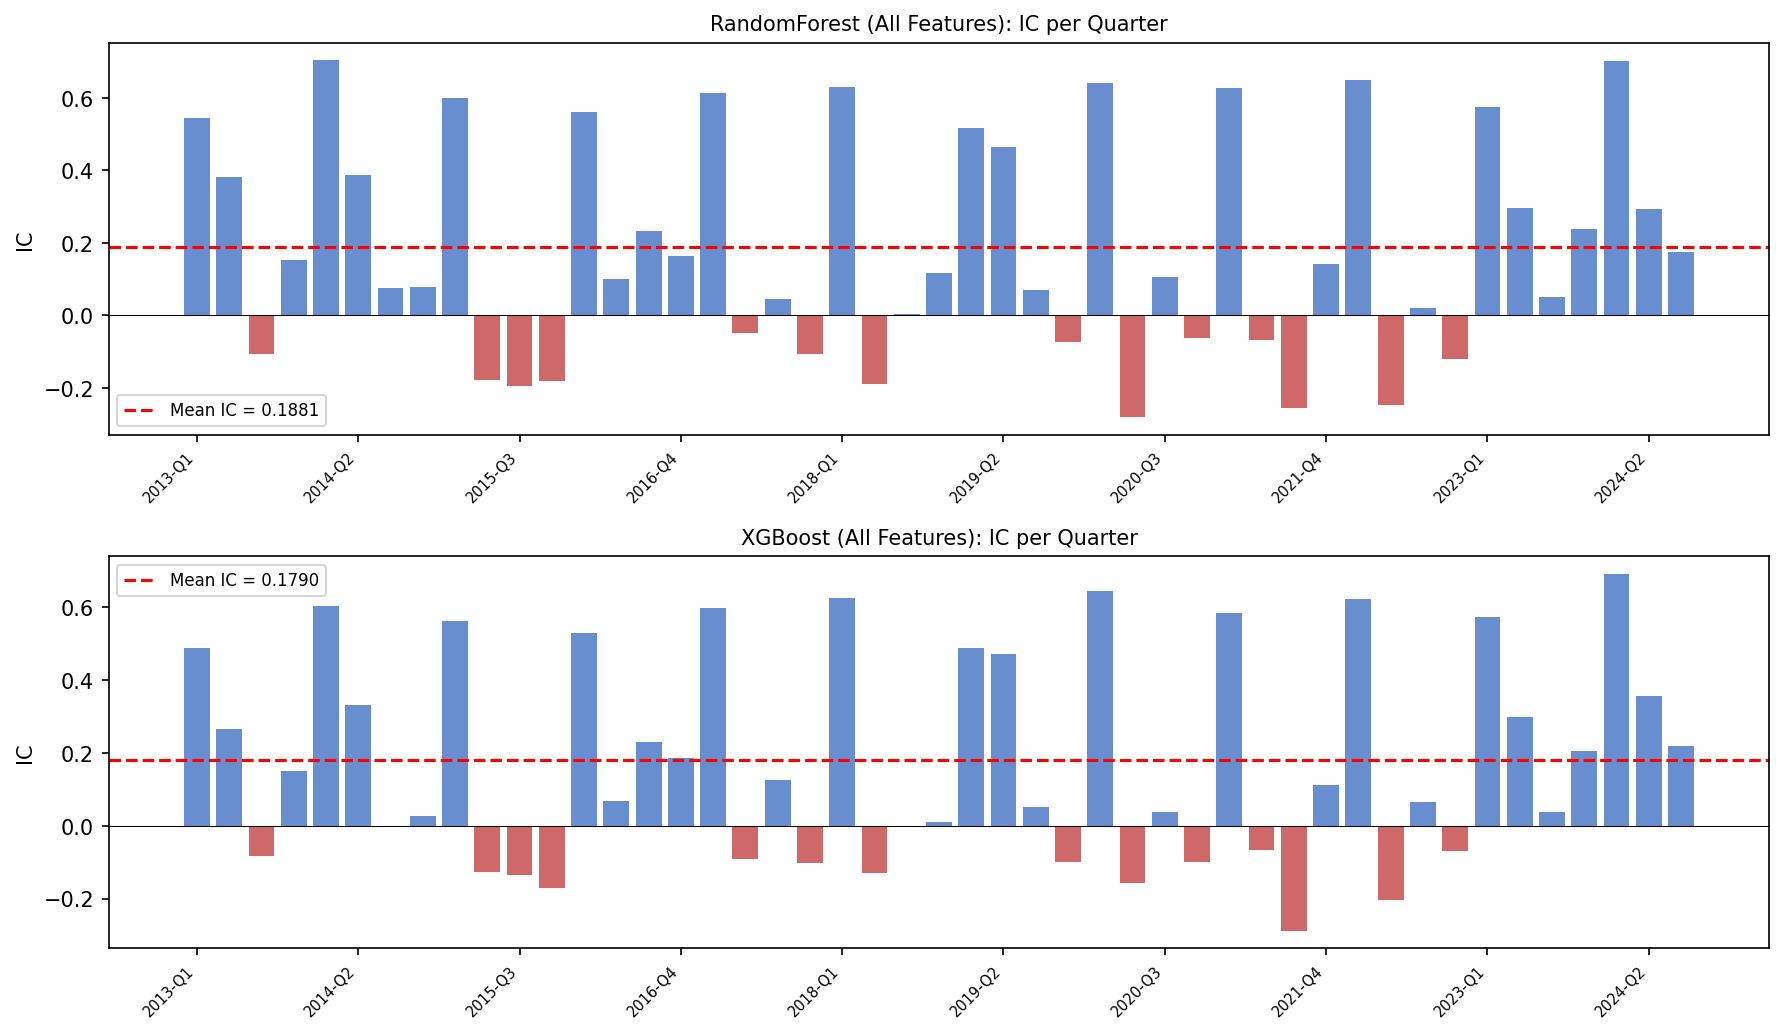 RandomForest (All Features): IC per Quarter
IC
0.6
0.4
0.2
0.0
−0.2
Mean IC = 0.1881
2013-Q1
2014-Q2
2015-Q3
2016-Q4
2018-Q1
2019-Q2
2020-Q3
2021-Q4
2023-Q1
2024-Q2
XGBoost (All Features): IC per Quarter
Mean IC = 0.1790
IC
0.6
0.4
0.2
0.0
−0.2
2013-Q1
2014-Q2
2015-Q3
2016-Q4
2018-Q1
2019-Q2
2020-Q3
2021-Q4
2023-Q1
2024-Q2